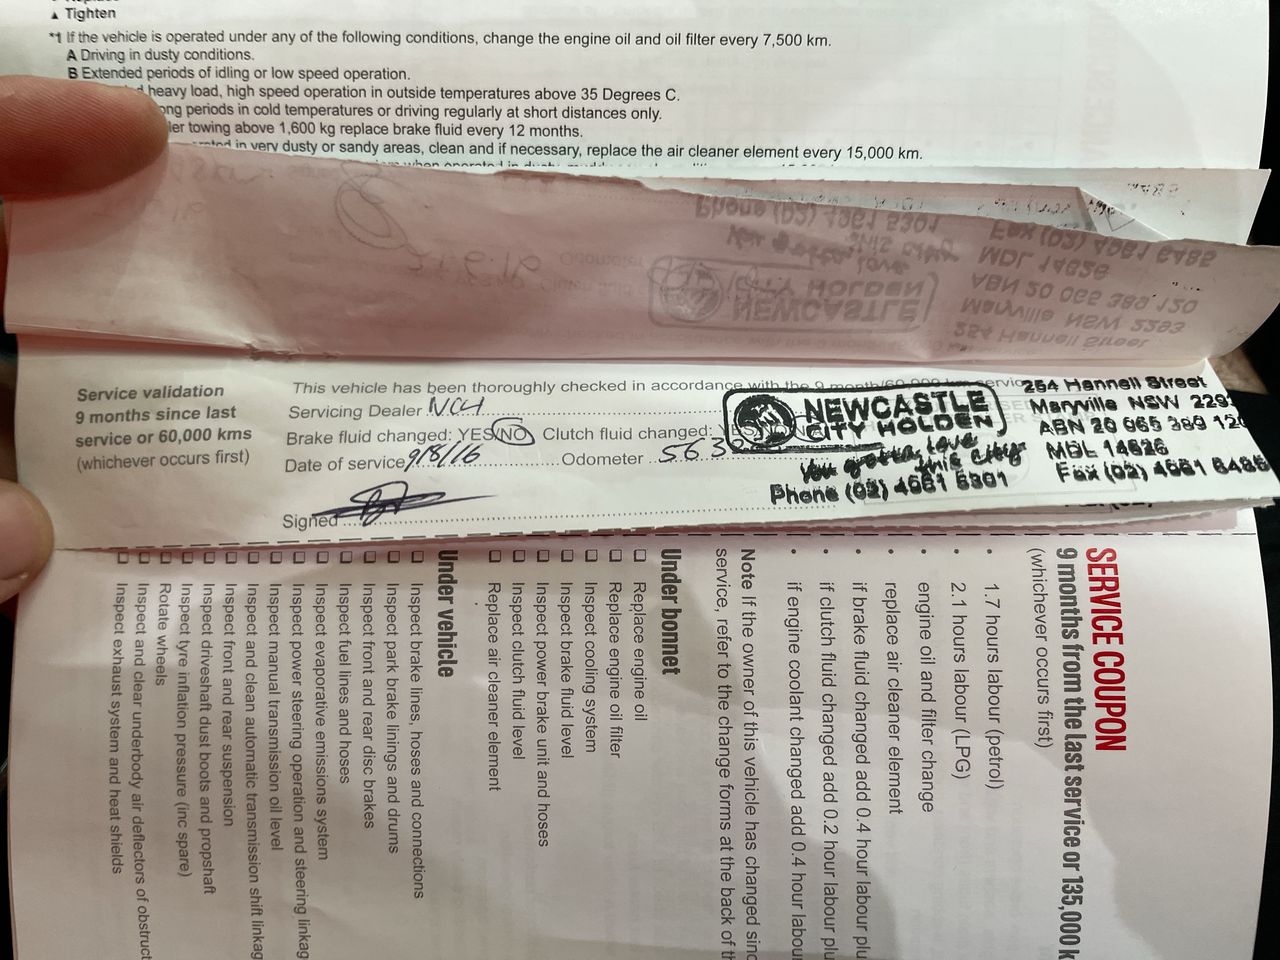 ▲ Tighten
*1 If the vehicle is operated under any of the following conditions, change the engine oil and oil filter every 7,500 km.
A Driving in dusty conditions.
B Extended periods of idling or low speed operation.
heavy load, high speed operation in outside temperatures above 35 Degrees C.
periods in cold temperatures or driving regularly at short distances only.
towing above 1,600 kg replace brake fluid every 12 months.
in very dusty or sandy areas, clean and if necessary, replace the air cleaner element every 15,000 km.
Service validation
9 months since last
service or 60,000 kms
(whichever occurs first)
This vehicle has been thoroughly checked in accordance with the 9 month/60,000 km
Servicing Dealer NCH
Brake fluid changed: YES/NO Clutch fluid changed:
Date of service 9/8/16 Odometer
Signed
NEWCASTLE
CITY HOLDEN
You gotta love
this City
Phone (02) 4961 5301
254 Hannell Street
Maryville NSW
ABN 20 065 389 120
MDL 14626
Fax (02) 4961 6485
SERVICE COUPON
9 months from the last service or 135,000
(whichever occurs first)
• 1.7 hours labour (petrol)
• 2.1 hours labour (LPG)
• engine oil and filter change
• replace air cleaner element
• if brake fluid changed add 0.4 hour labour
• if clutch fluid changed add 0.2 hour labour
• if engine coolant changed add 0.4 hour
Note If the owner of this vehicle has changed
service, refer to the change forms at the back of
Under bonnet
❏ Replace engine oil
❏ Replace engine oil filter
❏ Inspect cooling system
❏ Inspect brake fluid level
❏ Inspect power brake unit and hoses
❏ Inspect clutch fluid level
❏ Replace air cleaner element
Under vehicle
❏ Inspect brake lines, hoses and connections
❏ Inspect park brake linings and drums
❏ Inspect front and rear disc brakes
❏ Inspect fuel lines and hoses
❏ Inspect evaporative emissions system
❏ Inspect power steering operation and steering
❏ Inspect manual transmission oil level
❏ Inspect and clean automatic transmission shift
❏ Inspect front and rear suspension
❏ Inspect driveshaft dust boots and propshaft
❏ Inspect tyre inflation pressure (inc spare)
❏ Rotate wheels
❏ Inspect and clear underbody air deflectors of
❏ Inspect exhaust system and heat shields